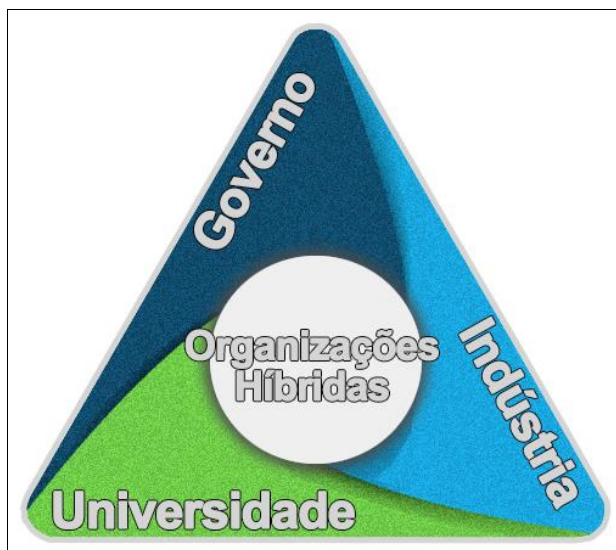 Governo
Organizações
Híbridas
Indústria
Universidade